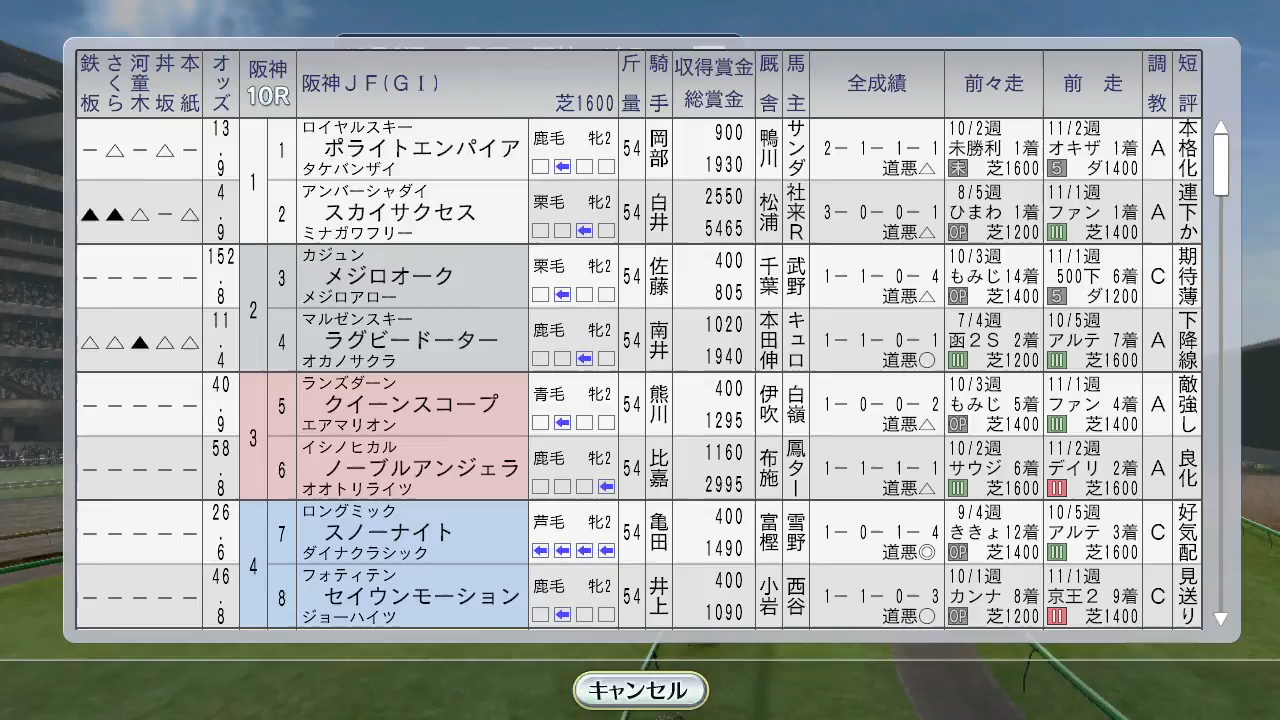 鉄板 さくら 河童木 丼坂 本紙 オッズ 阪神10R 阪神ＪＦ(ＧⅠ) 芝1600 斤量 騎手 収得賞金 総賞金 厩舎 馬主 全成績 前々走 前 走 調教 短評
－ △ － △ － 13.9 1 1 ロイヤルスキー
ポライトエンパイア
タケバンザイ
鹿毛 牝2 54 岡部 900 1930 鴨川 サンダ 2－ 1－ 1－ 1 道悪△
10/2週 未勝利 1着 未 芝1600
11/2週 オキザ 1着 5 ダ1400 A 本格化
▲ ▲ △ － △ 4.9 2 アンバーシャダイ
スカイサクセス
ミナガワフリー
栗毛 牝2 54 白井 2550 5465 松浦 社来R 3－ 0－ 0－ 1 道悪△
8/5週 ひまわ 1着 OP 芝1200
11/1週 ファン 1着 III 芝1400 A 連下か
－ － － － － 152.8 2 3 カジュン
メジロオーク
メジロアロー
栗毛 牝2 54 佐藤 400 805 千葉 武野 1－ 1－ 0－ 4 道悪△
10/3週 もみじ14着 OP 芝1400
11/1週 500下 6着 5 ダ1200 C 期待薄
△ △ ▲ △ △ 11.4 4 マルゼンスキー
ラグビードーター
オカノサクラ
鹿毛 牝2 54 南井 1020 1940 本田伸 キュロ 1－ 1－ 0－ 1 道悪○
7/4週 函２Ｓ 2着 III 芝1200
10/5週 アルテ 7着 III 芝1600 A 下降線
－ － － － － 40.9 3 5 ランズダーン
クイーンスコープ
エアマリオン
青毛 牝2 54 熊川 400 1295 伊吹 白嶺 1－ 0－ 0－ 2 道悪△
10/3週 もみじ 5着 OP 芝1400
11/1週 ファン 4着 III 芝1400 A 敵強し
－ － － － － 58.8 6 イシノヒカル
ノーブルアンジェラ
オオトリライツ
鹿毛 牝2 54 比嘉 1160 2995 布施 鳳ター 1－ 1－ 1－ 1 道悪△
10/2週 サウジ 6着 III 芝1600
11/2週 デイリ 2着 II 芝1600 A 良化
－ － － － － 26.6 4 7 ロングミック
スノーナイト
ダイナクラシック
芦毛 牝2 54 亀田 400 1490 富樫 雪野 1－ 0－ 1－ 4 道悪◎
9/4週 ききょ12着 OP 芝1400
10/5週 アルテ 3着 III 芝1600 C 好気配
－ － － － － 46.8 8 フォティテン
セイウンモーション
ジョーハイツ
鹿毛 牝2 54 井上 400 1090 小岩 西谷 1－ 1－ 0－ 3 道悪○
10/1週 カンナ 8着 OP 芝1200
11/1週 京王２ 9着 II 芝1400 C 見送り
キャンセル